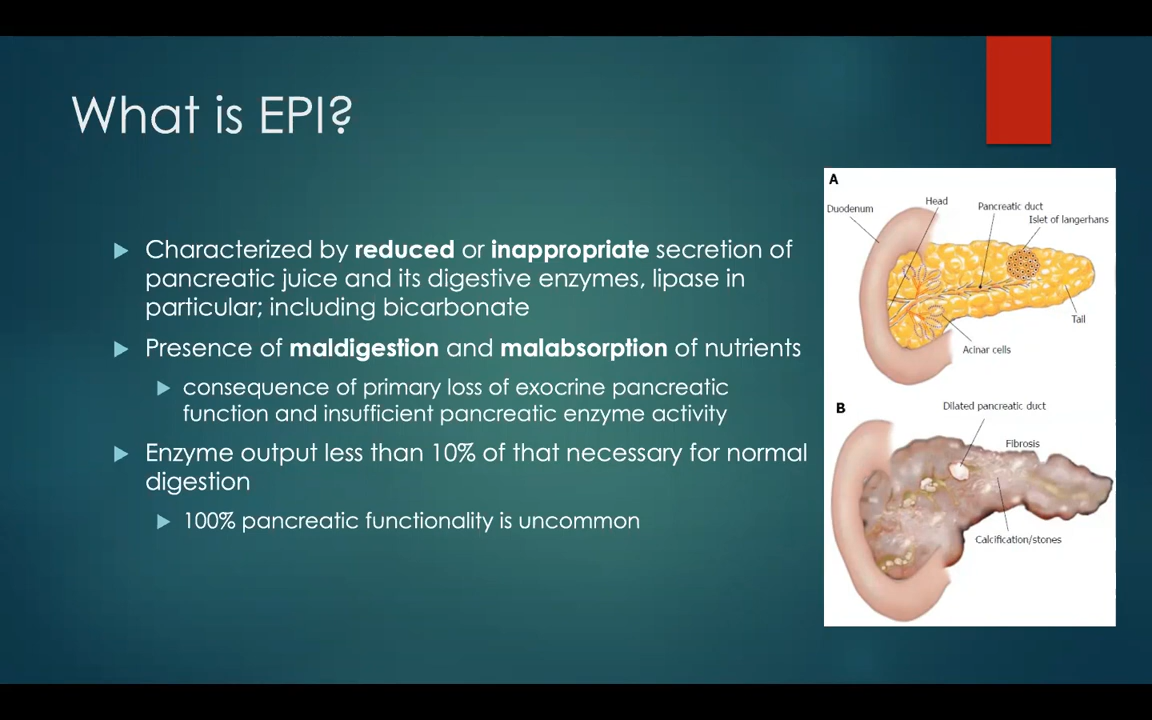 What is EPI?
Characterized by reduced or inappropriate secretion of
pancreatic juice and its digestive enzymes, lipase in
particular; including bicarbonate
Presence of maldigestion and malabsorption of nutrients
consequence of primary loss of exocrine pancreatic
function and insufficient pancreatic enzyme activity
Enzyme output less than 10% of that necessary for normal
digestion
100% pancreatic functionality is uncommon
A
Head
Duodenum
Pancreatic duct
Islet of langerhans
Tail
Acinar cells
B
Dilated pancreatic duct
Fibrosis
Calcification/stones